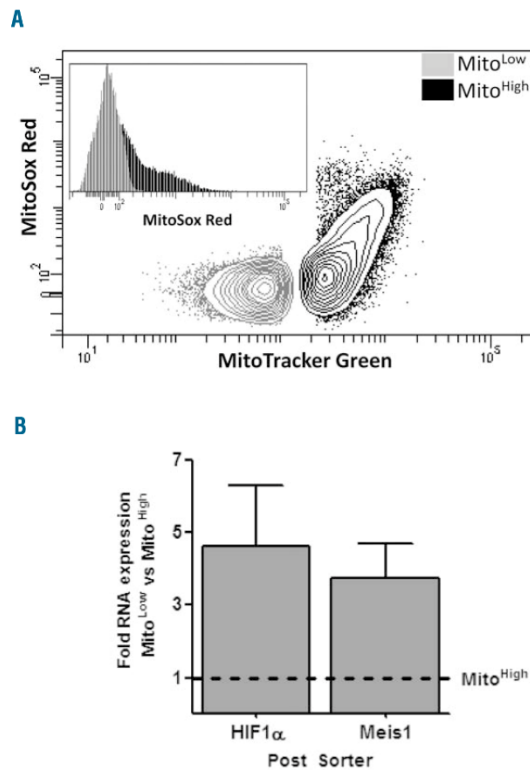 A
Mito^Low
Mito^High
10^5
MitoSox Red
10^2
0
0 10^2 10^5
MitoSox Red
10^1 10^5
MitoTracker Green
B
Fold RNA expression
Mito^Low vs Mito^High
7
5
3
1
Mito^High
HIF1α Meis1
Post Sorter